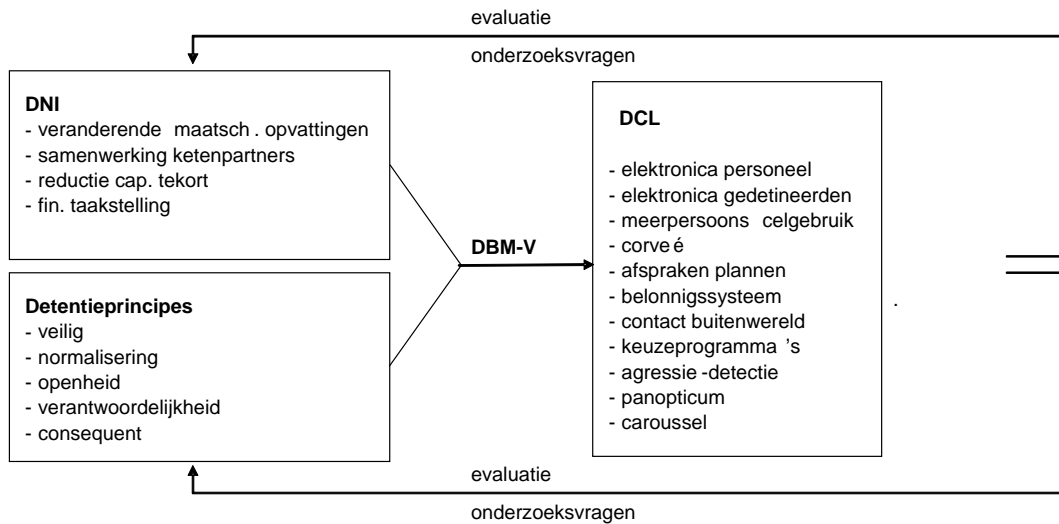 evaluatie
onderzoeksvragen
DNI
- veranderende maatsch. opvattingen
- samenwerking ketenpartners
- reductie cap. tekort
- fin. taakstelling
Detentieprincipes
- veilig
- normalisering
- openheid
- verantwoordelijkheid
- consequent
DBM-V
DCL
- elektronica personeel
- elektronica gedetineerden
- meerpersoons celgebruik
- corveé
- afspraken plannen
- belonnigssysteem
- contact buitenwereld
- keuzeprogramma's
- agressie-detectie
- panopticum
- caroussel
.
evaluatie
onderzoeksvragen